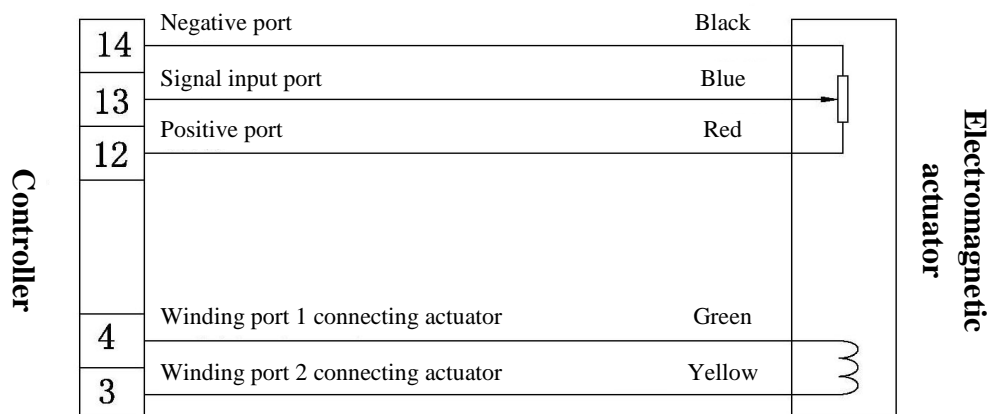 14 Negative port Black
13 Signal input port Blue
12 Positive port Red
4 Winding port 1 connecting actuator Green
3 Winding port 2 connecting actuator Yellow
Controller
Electromagnetic
actuator